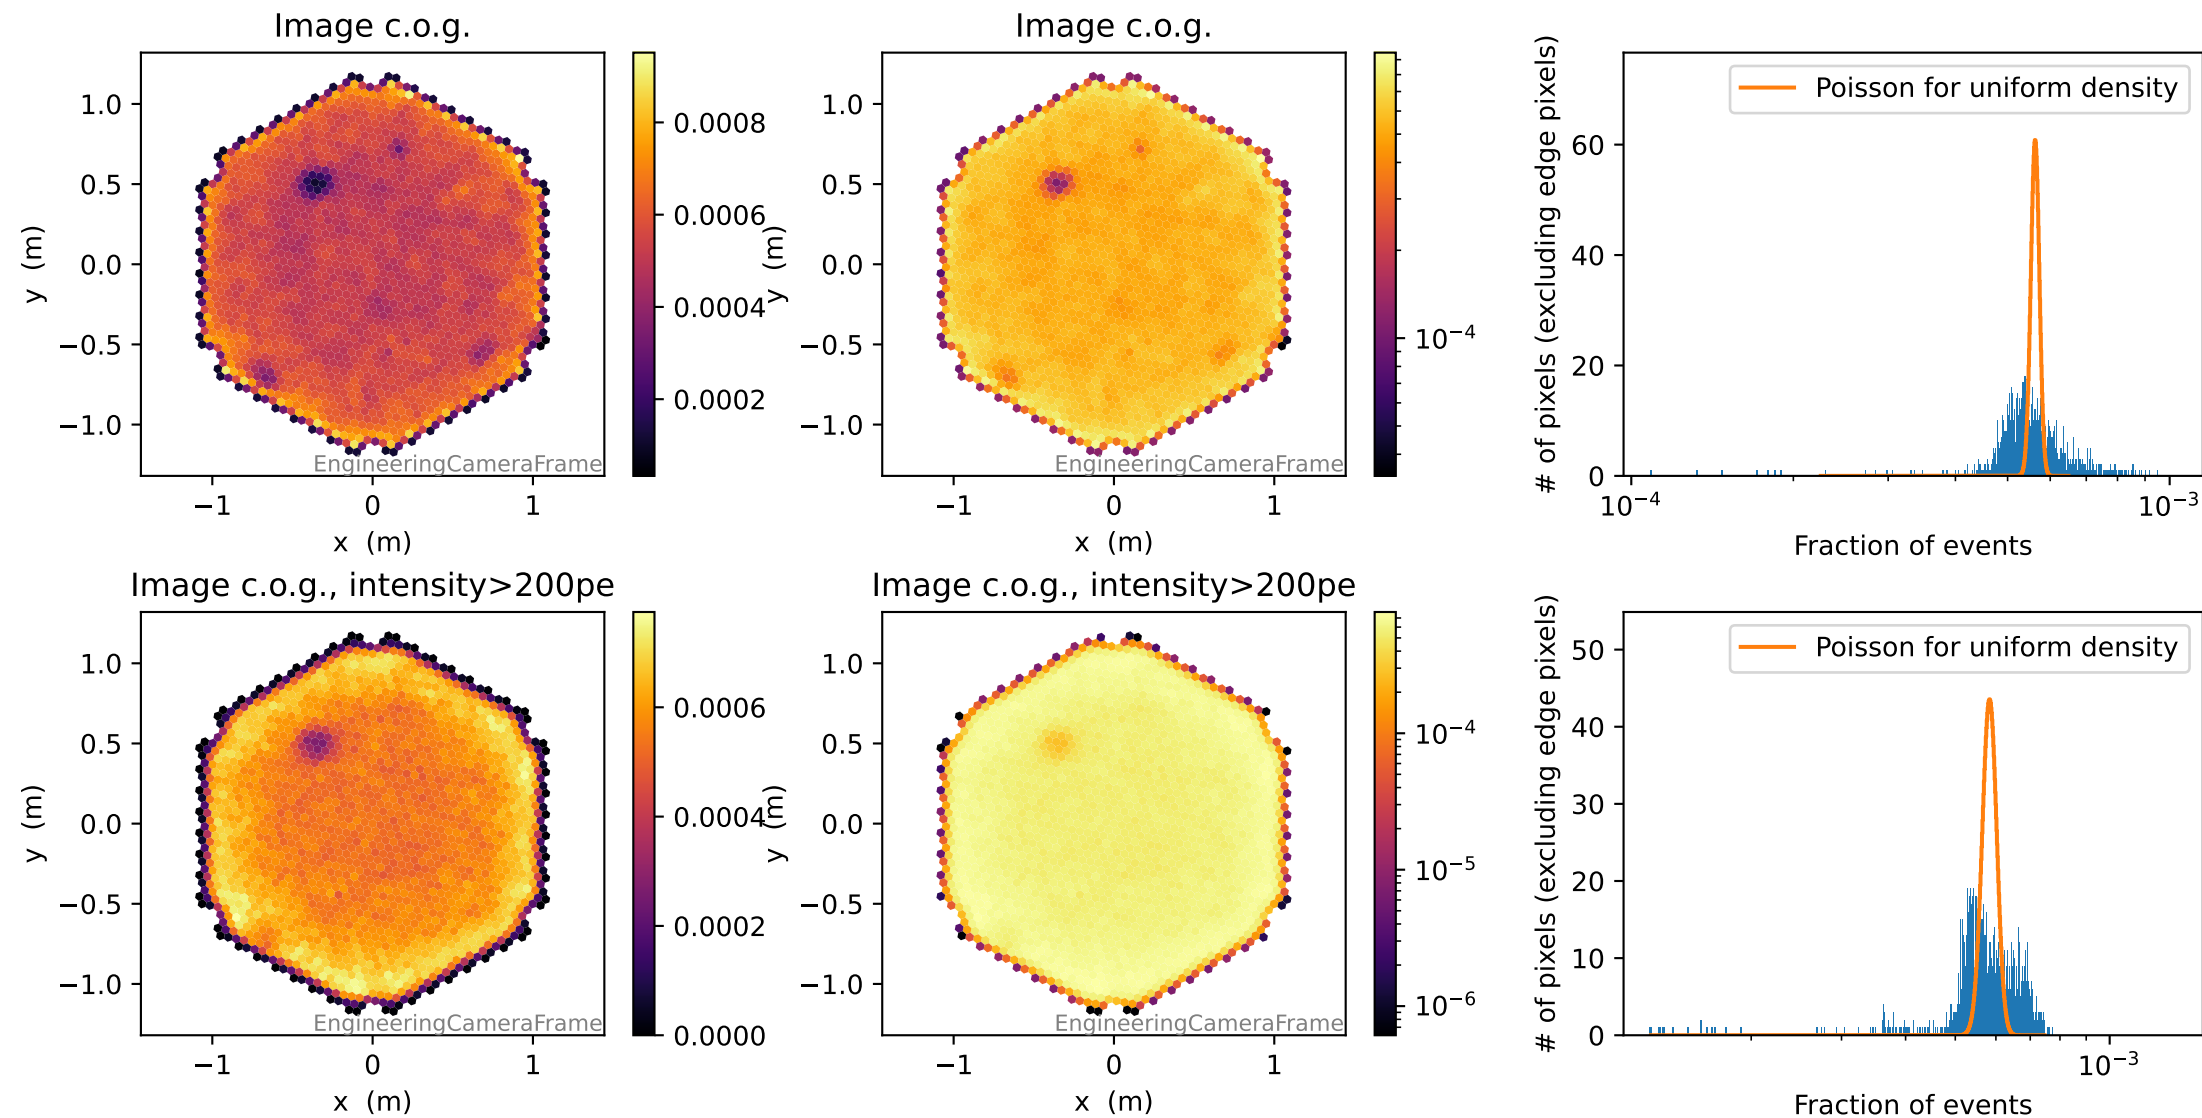 Image c.o.g.
1.0
0.5
0.0
−0.5
−1.0
y (m)
−1
0
1
x (m)
EngineeringCameraFrame
0.0008
0.0006
0.0004
0.0002
Image c.o.g.
1.0
0.5
0.0
−0.5
−1.0
y (m)
−1
0
1
x (m)
EngineeringCameraFrame
10⁻⁴
# of pixels (excluding edge pixels)
60
40
20
0
Poisson for uniform density
10⁻⁴
10⁻³
Fraction of events
Image c.o.g., intensity>200pe
1.0
0.5
0.0
−0.5
−1.0
y (m)
−1
0
1
x (m)
EngineeringCameraFrame
0.0006
0.0004
0.0002
0.0000
Image c.o.g., intensity>200pe
1.0
0.5
0.0
−0.5
−1.0
y (m)
−1
0
1
x (m)
EngineeringCameraFrame
10⁻⁴
10⁻⁵
10⁻⁶
# of pixels (excluding edge pixels)
50
40
30
20
10
0
Poisson for uniform density
10⁻³
Fraction of events